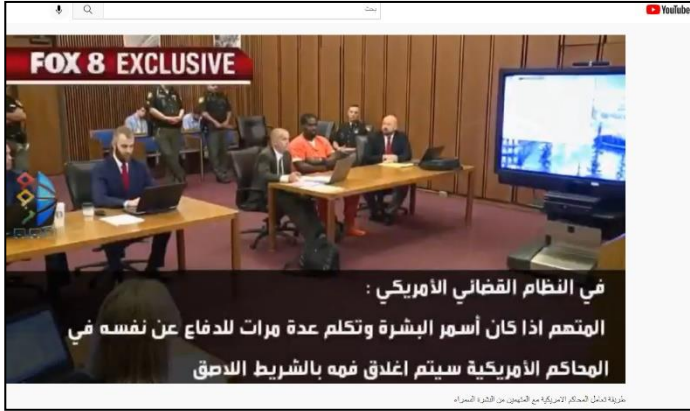 بحث
YouTube
FOX 8 EXCLUSIVE
في النظام القضائي الأمريكي :
المتهم اذا كان أسمر البشرة وتكلم عدة مرات للدفاع عن نفسه في
المحاكم الأمريكية سيتم اغلاق فمه بالشريط اللاصق
طريقة تعامل المحاكم الامريكية مع المتهمين من البشرة السمراء